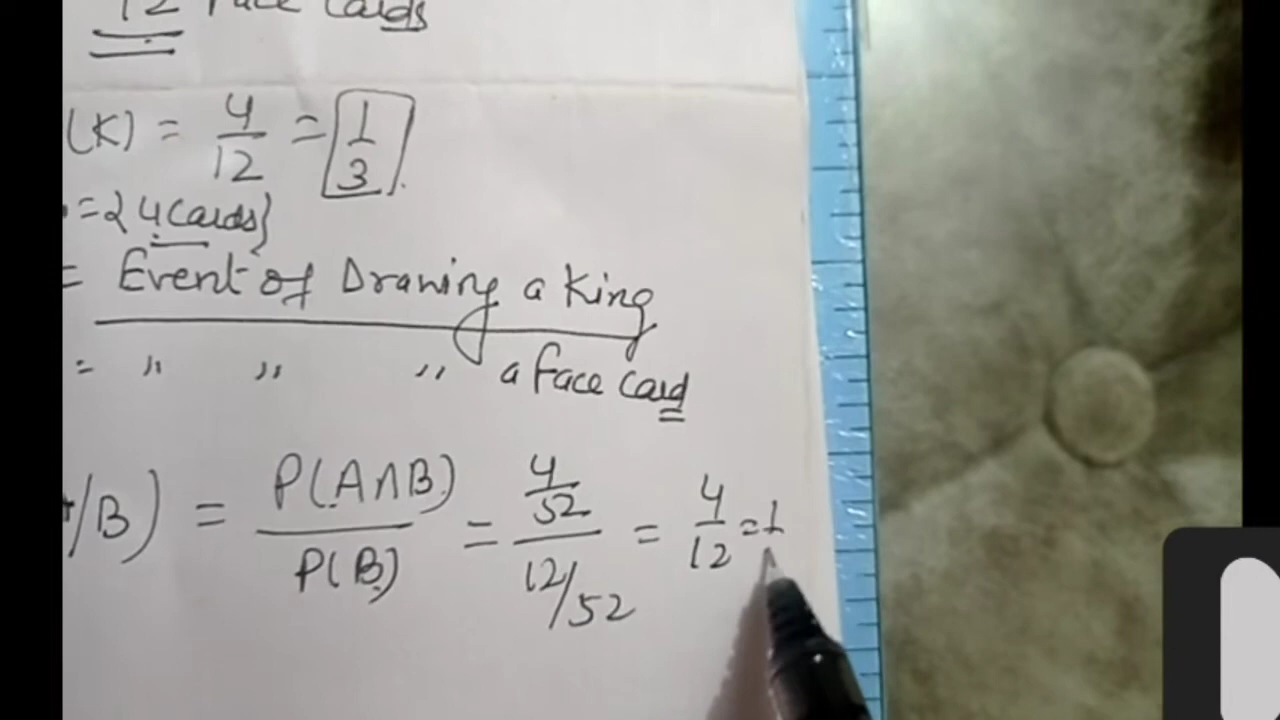 12 Face Cards
(K) = 4/12 = 1/3
= { 4 Cards}
= Event of Drawing a King
= " " " a Face Card
/B) = P(A∩B)/P(B) = 4/52 / 12/52 = 4/12 = 1